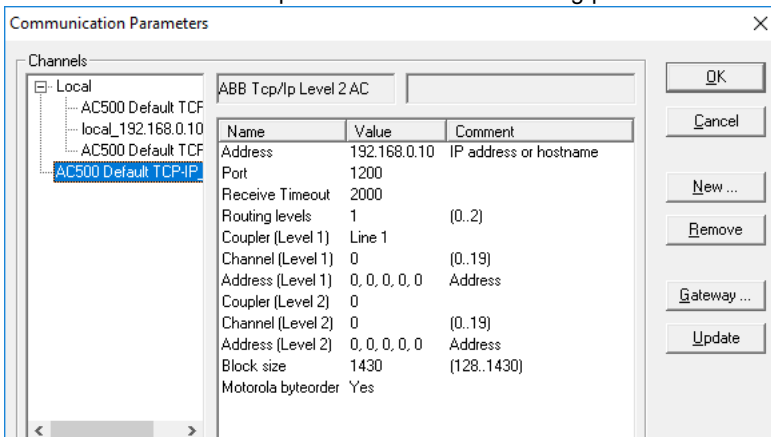 Communication Parameters
Channels
Local
AC500 Default TCP
local_192.168.0.10
AC500 Default TCP
AC500 Default TCP-IP_
ABB Tcp/Ip Level 2 AC
Name Value Comment
Address 192.168.0.10 IP address or hostname
Port 1200
Receive Timeout 2000
Routing levels 1 (0..2)
Coupler (Level 1) Line 1
Channel (Level 1) 0 (0..19)
Address (Level 1) 0, 0, 0, 0, 0 Address
Coupler (Level 2) 0
Channel (Level 2) 0 (0..19)
Address (Level 2) 0, 0, 0, 0, 0 Address
Block size 1430 (128..1430)
Motorola byteorder Yes
OK
Cancel
New ...
Remove
Gateway ...
Update